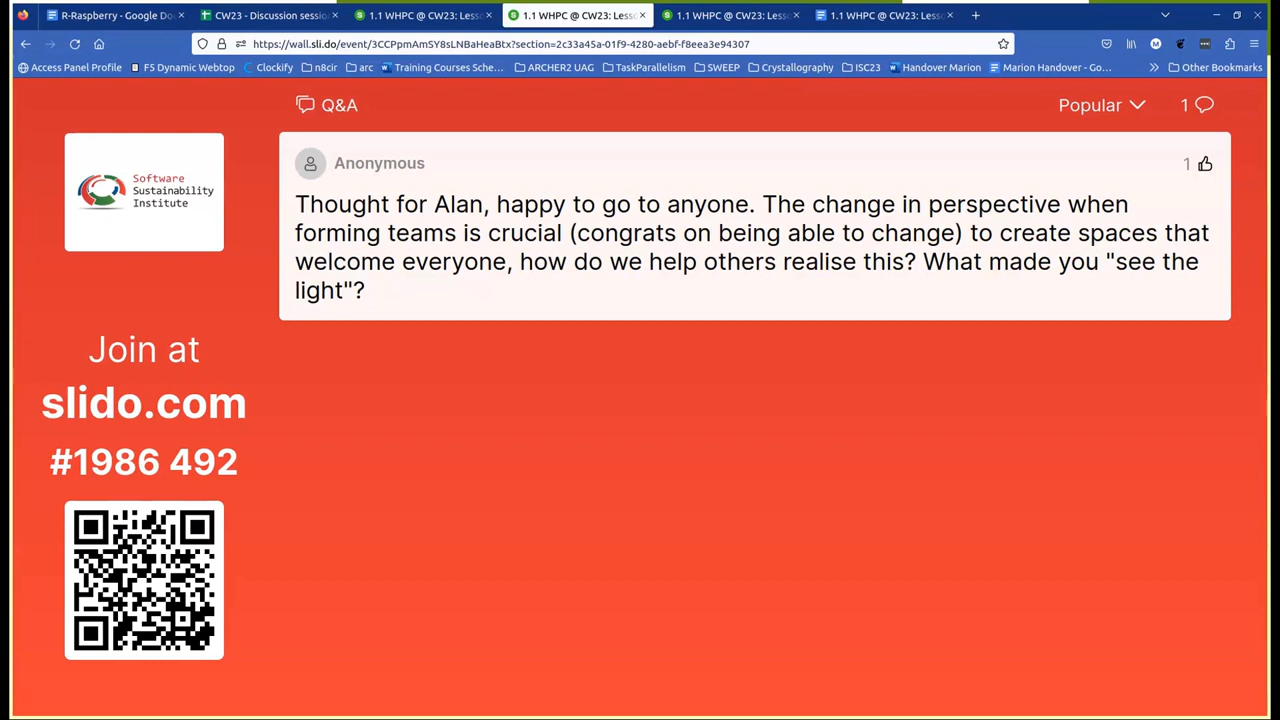 R-Raspberry - Google Do
CW23 - Discussion sessio
1.1 WHPC @ CW23: Less
1.1 WHPC @ CW23: Less
1.1 WHPC @ CW23: Less
1.1 WHPC @ CW23: Less
https://wall.sli.do/event/3CCPpmAmSY8sLNBaHeaBtx?section=2c33a45a-01f9-4280-aebf-f8eea3e94307
Access Panel Profile
F5 Dynamic Webtop
Clockify
n8cir
arc
Training Courses Sche...
ARCHER2 UAG
TaskParallelism
SWEEP
Crystallography
ISC23
Handover Marion
Marion Handover - Go...
Other Bookmarks
Q&A
Popular
1
Software
Sustainability
Institute
Anonymous
1
Thought for Alan, happy to go to anyone. The change in perspective when
forming teams is crucial (congrats on being able to change) to create spaces that
welcome everyone, how do we help others realise this? What made you "see the
light"?
Join at
slido.com
#1986 492